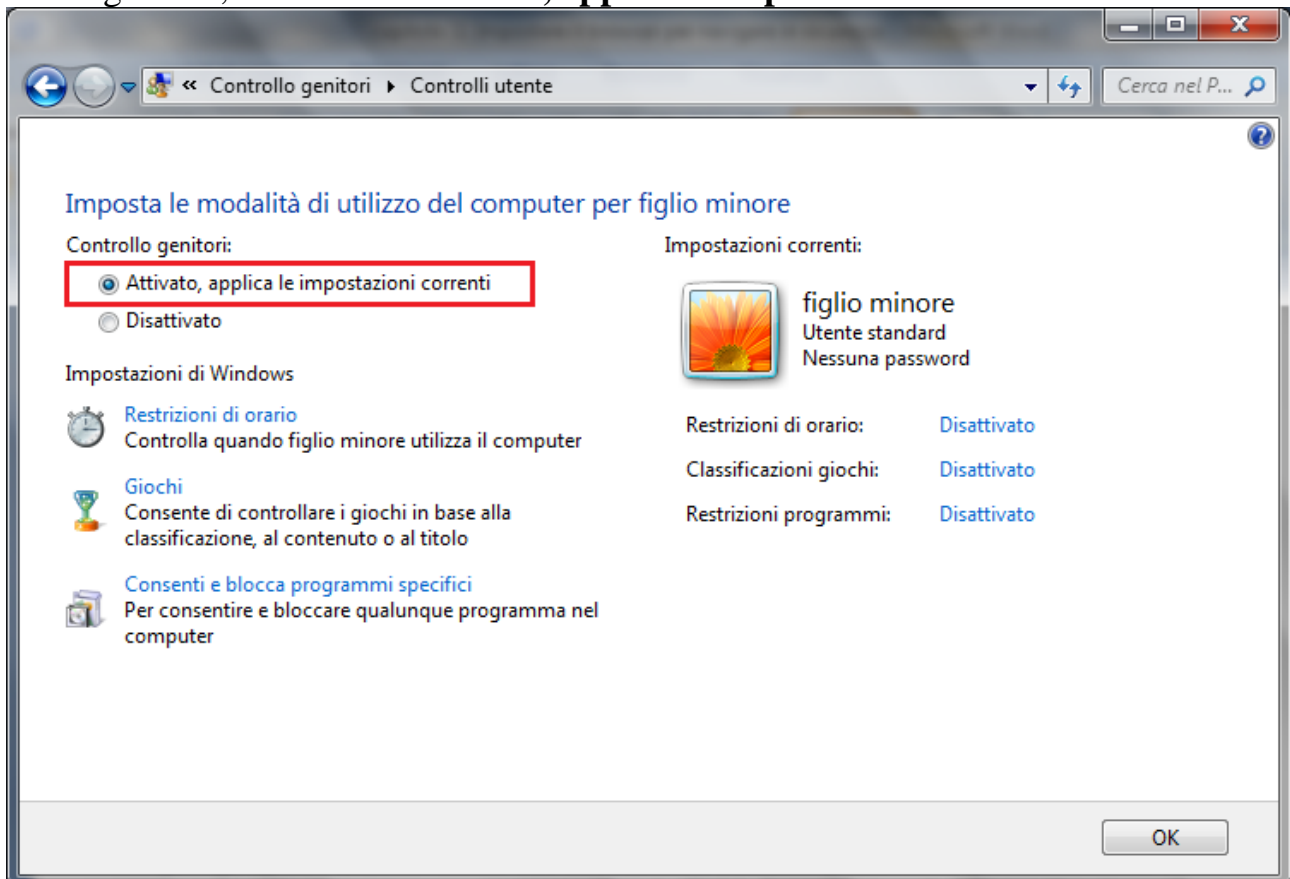 « Controllo genitori ▸ Controlli utente
Cerca nel P...
Imposta le modalità di utilizzo del computer per figlio minore
Controllo genitori:
Attivato, applica le impostazioni correnti
Disattivato
Impostazioni di Windows
Restrizioni di orario
Controlla quando figlio minore utilizza il computer
Giochi
Consente di controllare i giochi in base alla
classificazione, al contenuto o al titolo
Consenti e blocca programmi specifici
Per consentire e bloccare qualunque programma nel
computer
Impostazioni correnti:
figlio minore
Utente standard
Nessuna password
Restrizioni di orario: Disattivato
Classificazioni giochi: Disattivato
Restrizioni programmi: Disattivato
OK